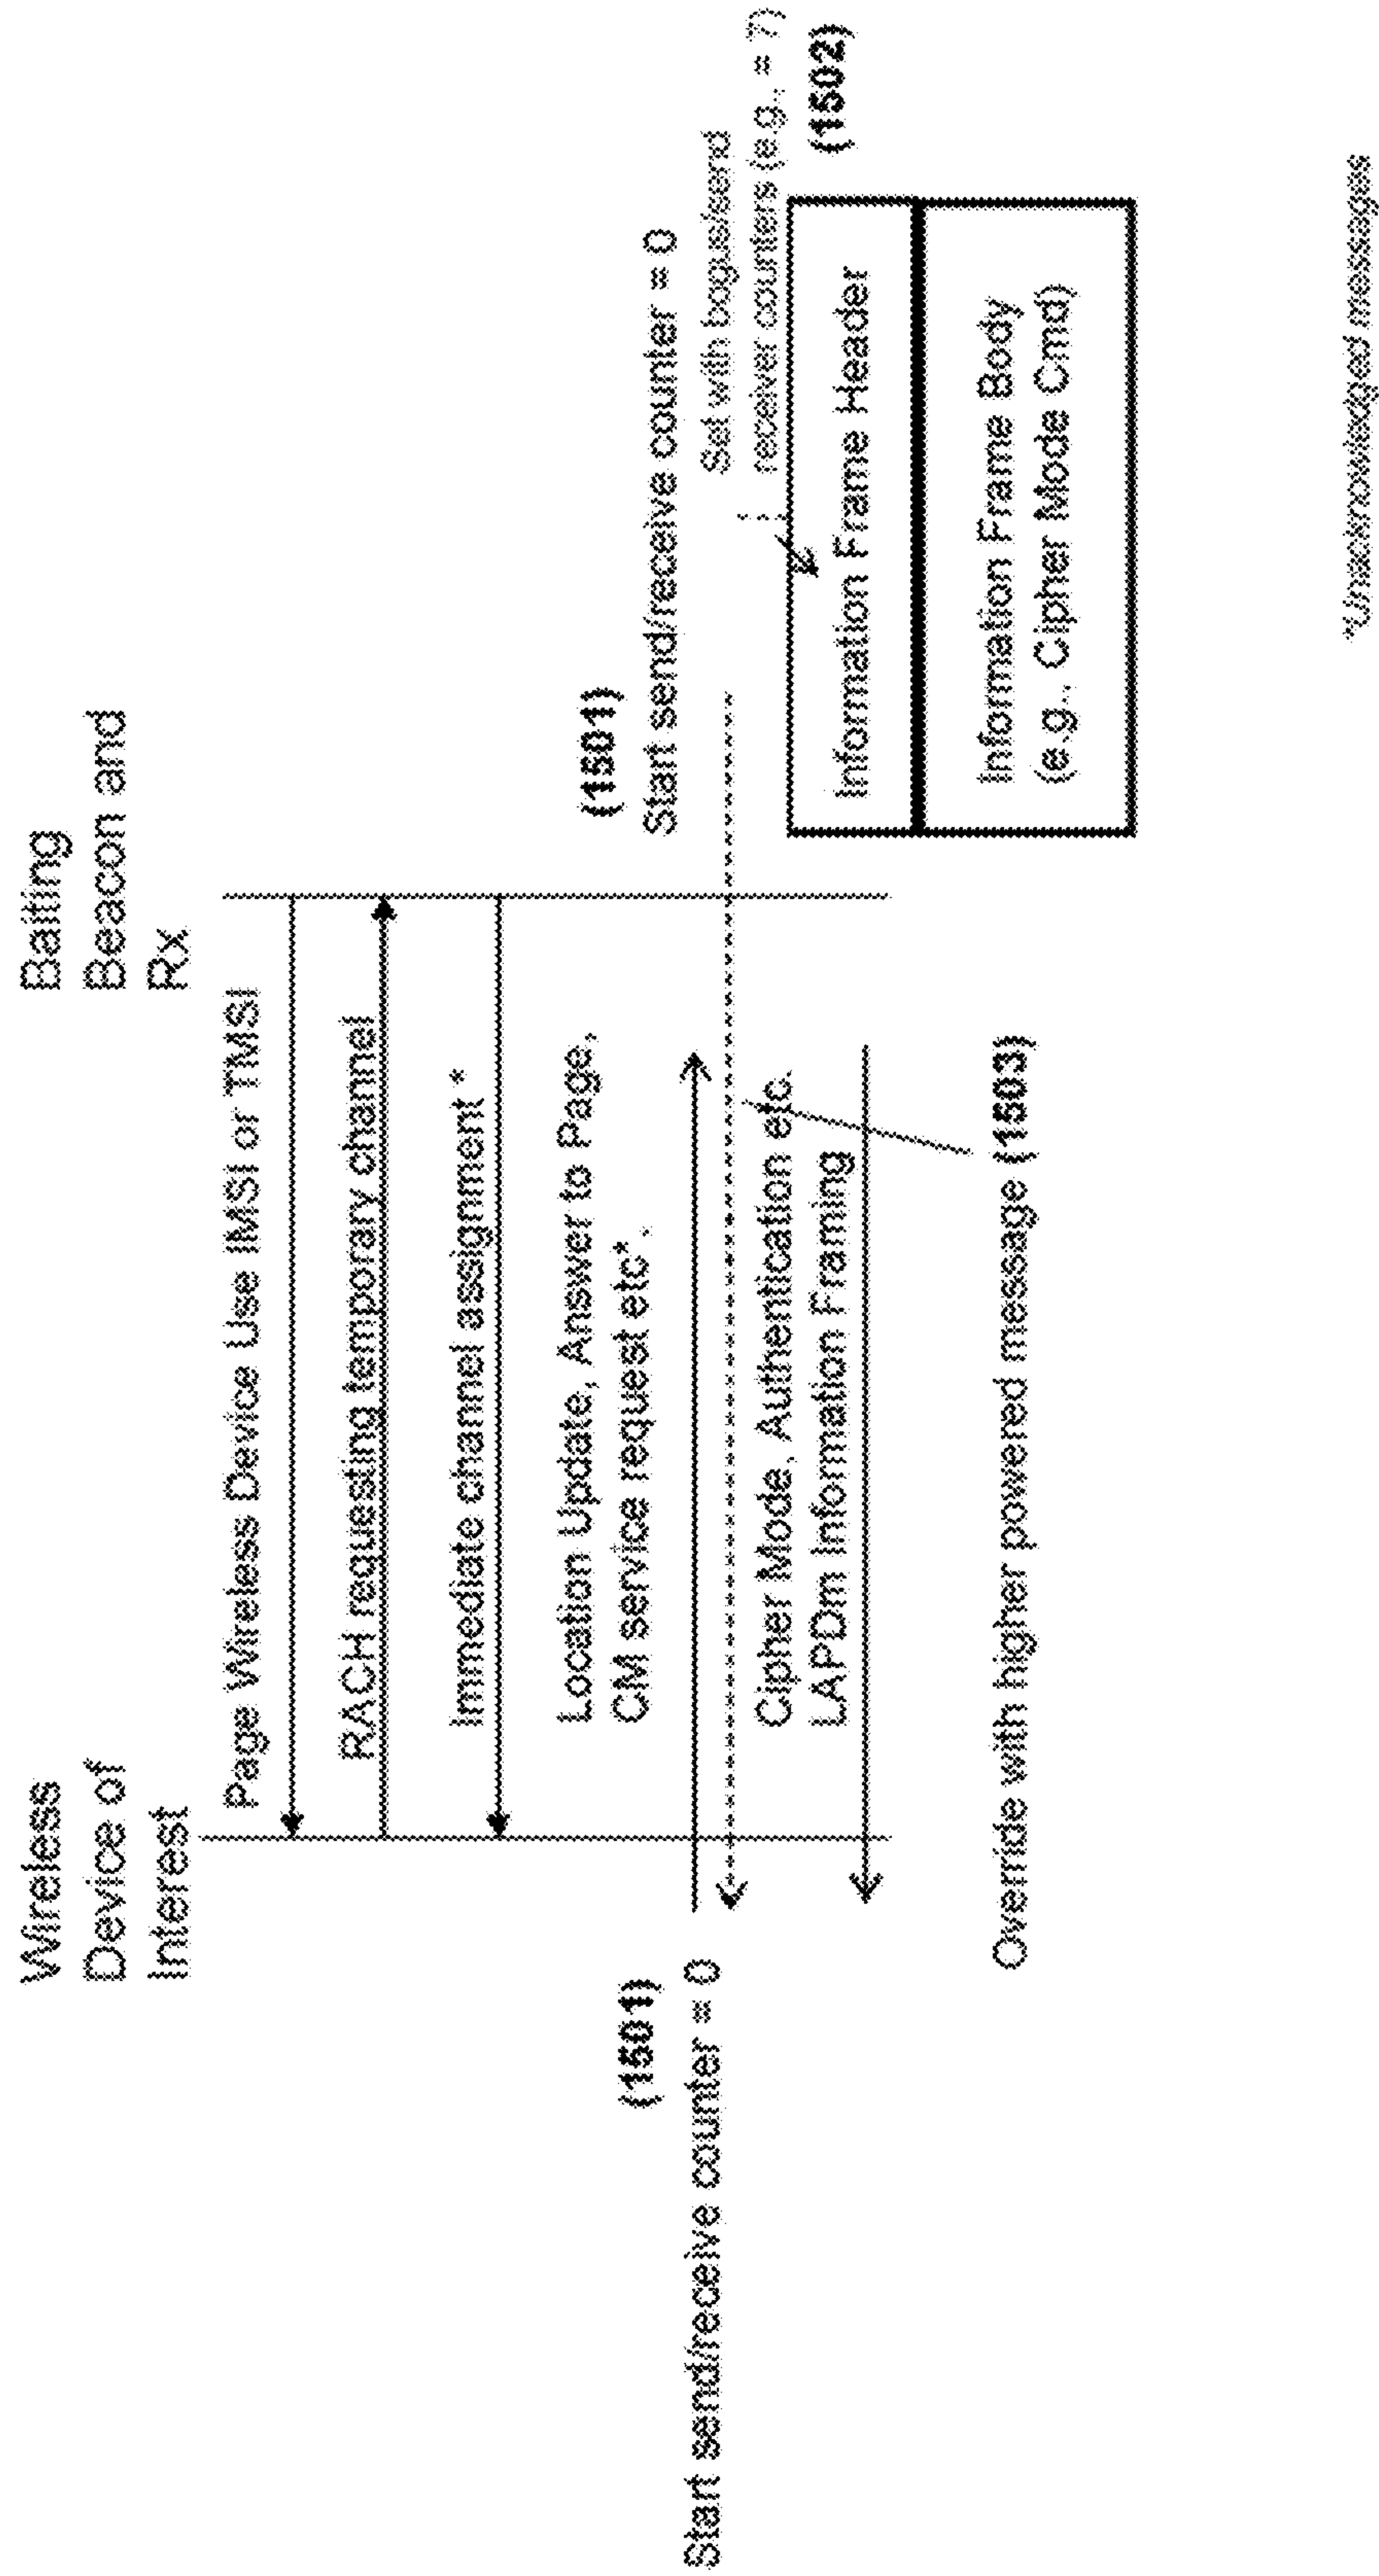 Wireless
Device of
Interest
Baiting
Beacon and
Rx
Page Wireless Device Use IMSI or TMSI
RACH requesting temporary channel
Immediate channel assignment *
Location Update, Answer to Page,
CM service request etc*.
(1501)
Start send/receive counter = 0
(1501)
Start send/receive counter = 0
Cipher Mode, Authentication etc.
LAPDm Information Framing
Set with bogus/send
receiver counters (e.g., = 7)
(1502)
Information Frame Header
Information Frame Body
(e.g., Cipher Mode Cmd)
Override with higher powered message (1503)
*Unacknowledged messages